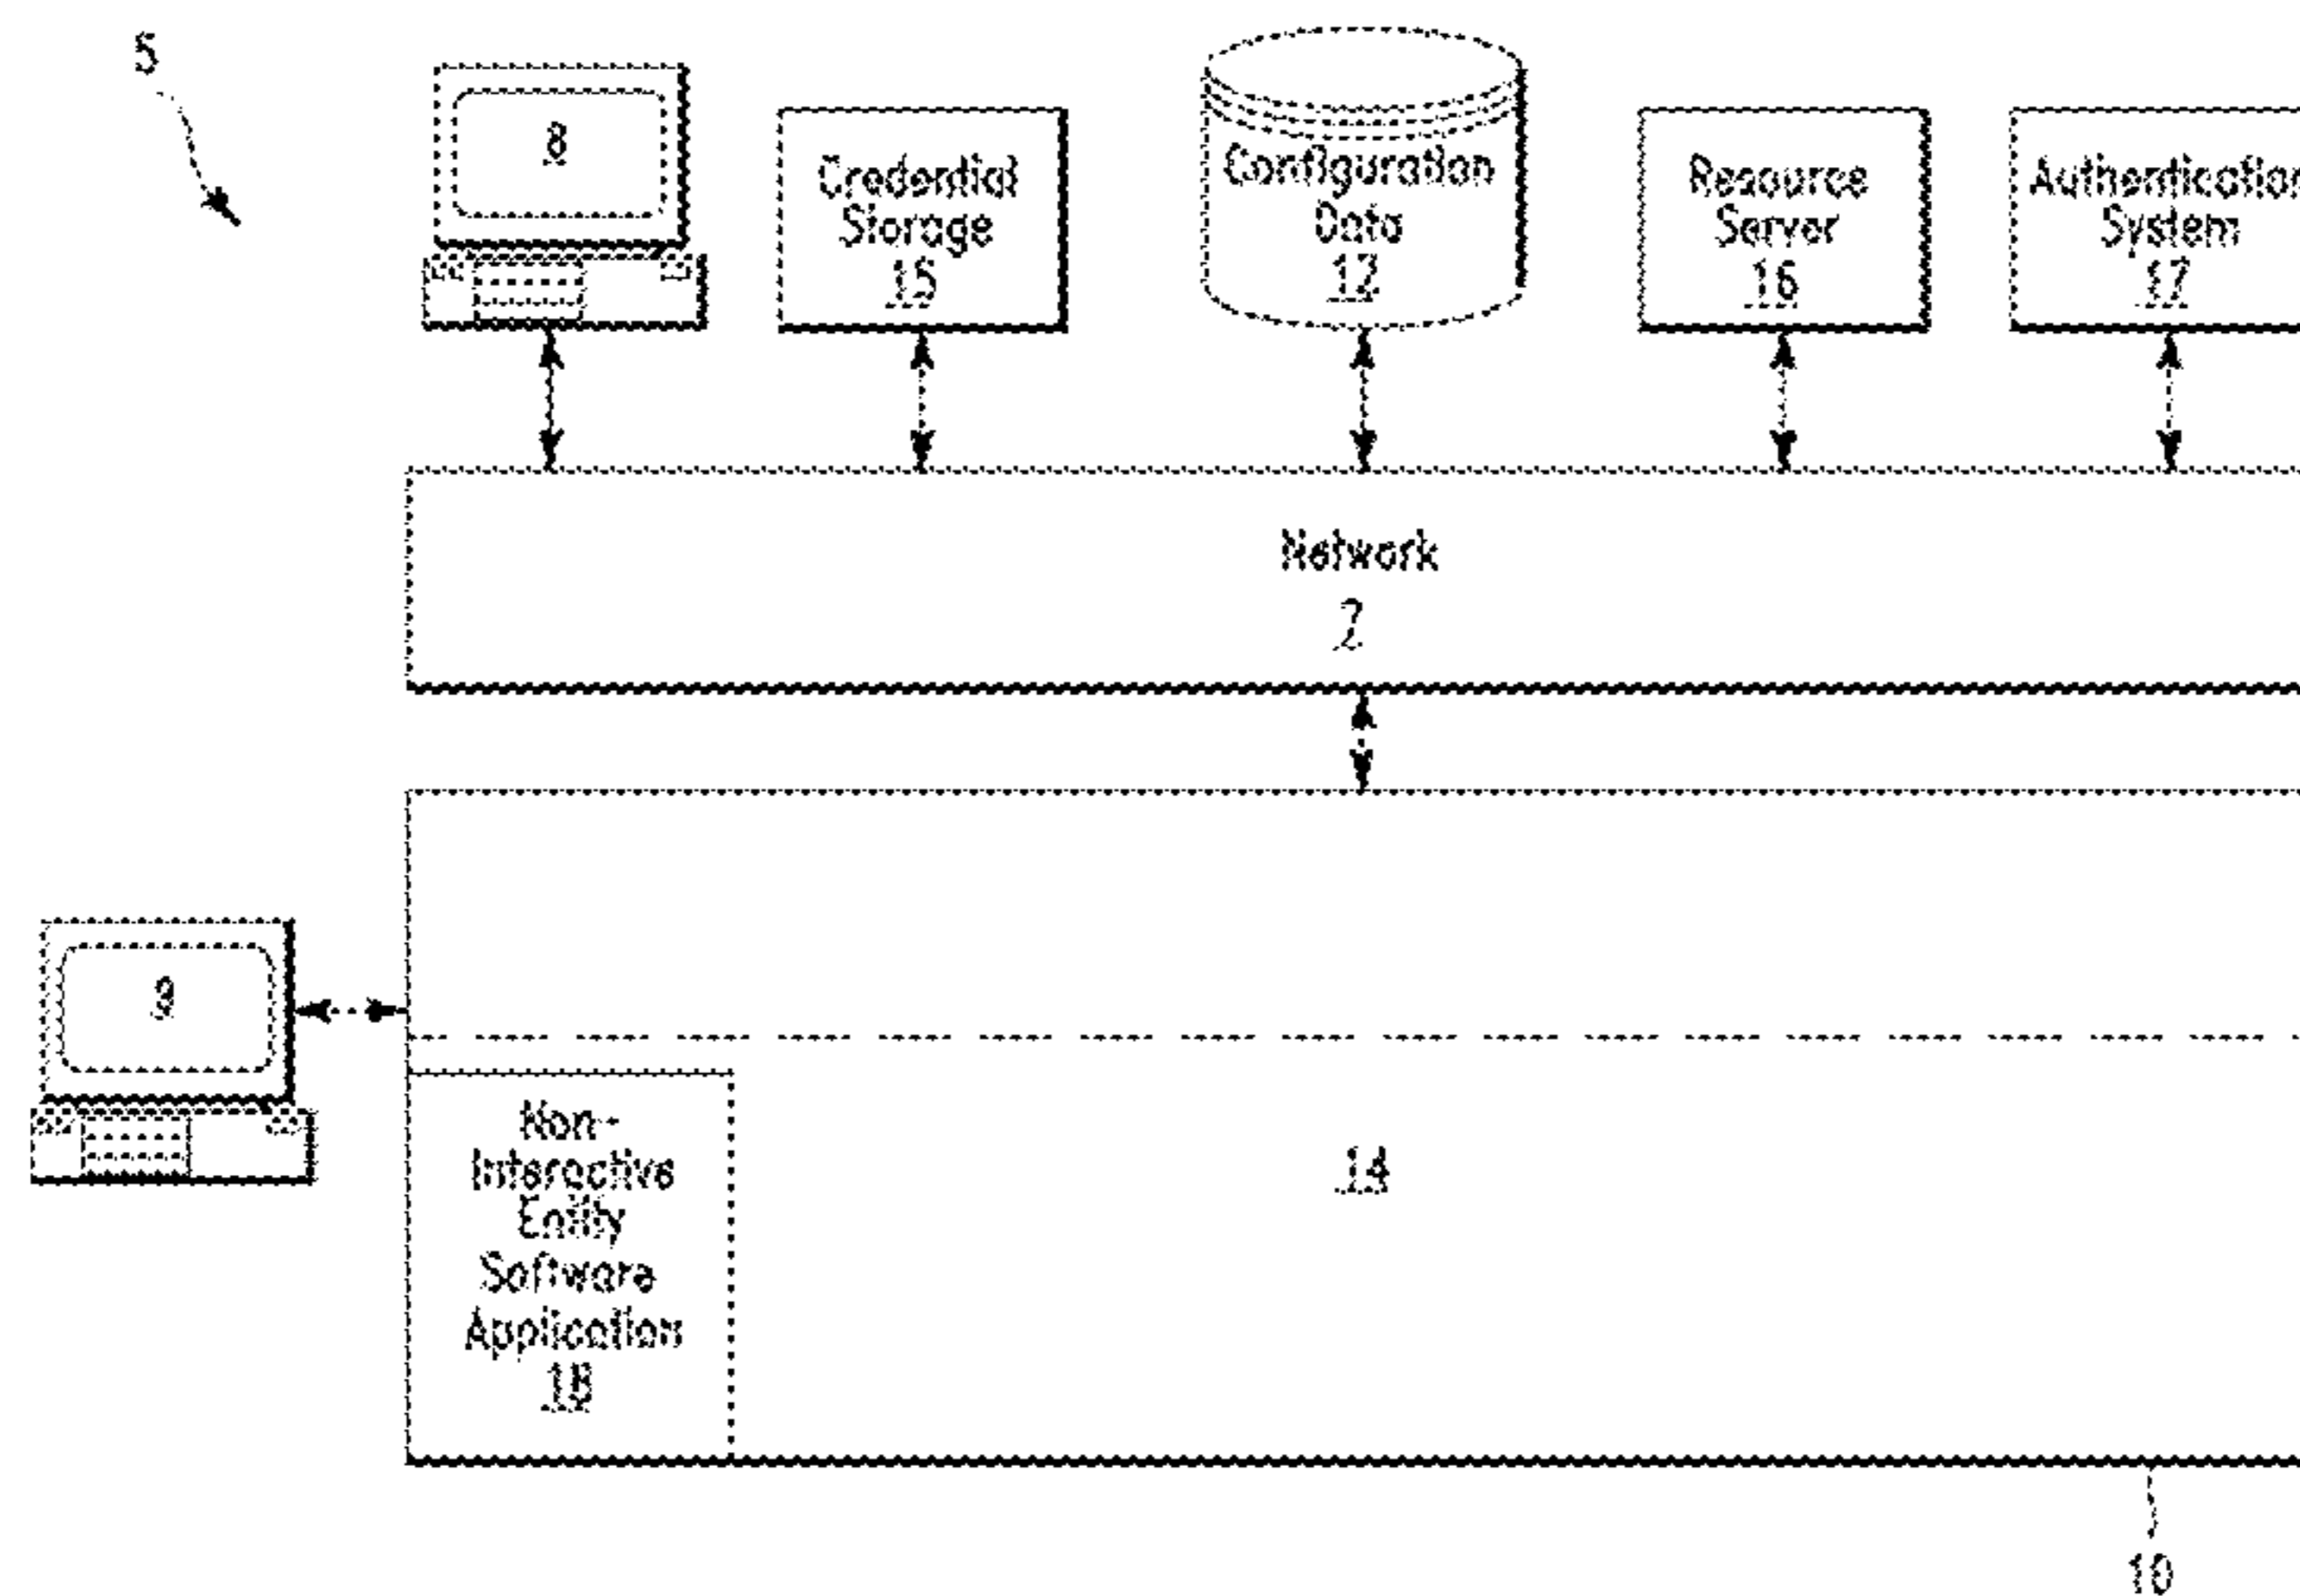 5
8
Credential
Storage
15
Configuration
Data
12
Resource
Server
16
Authentication
System
17
Network
2
9
Non-
Interactive
Entity
Software
Application
18
14
10